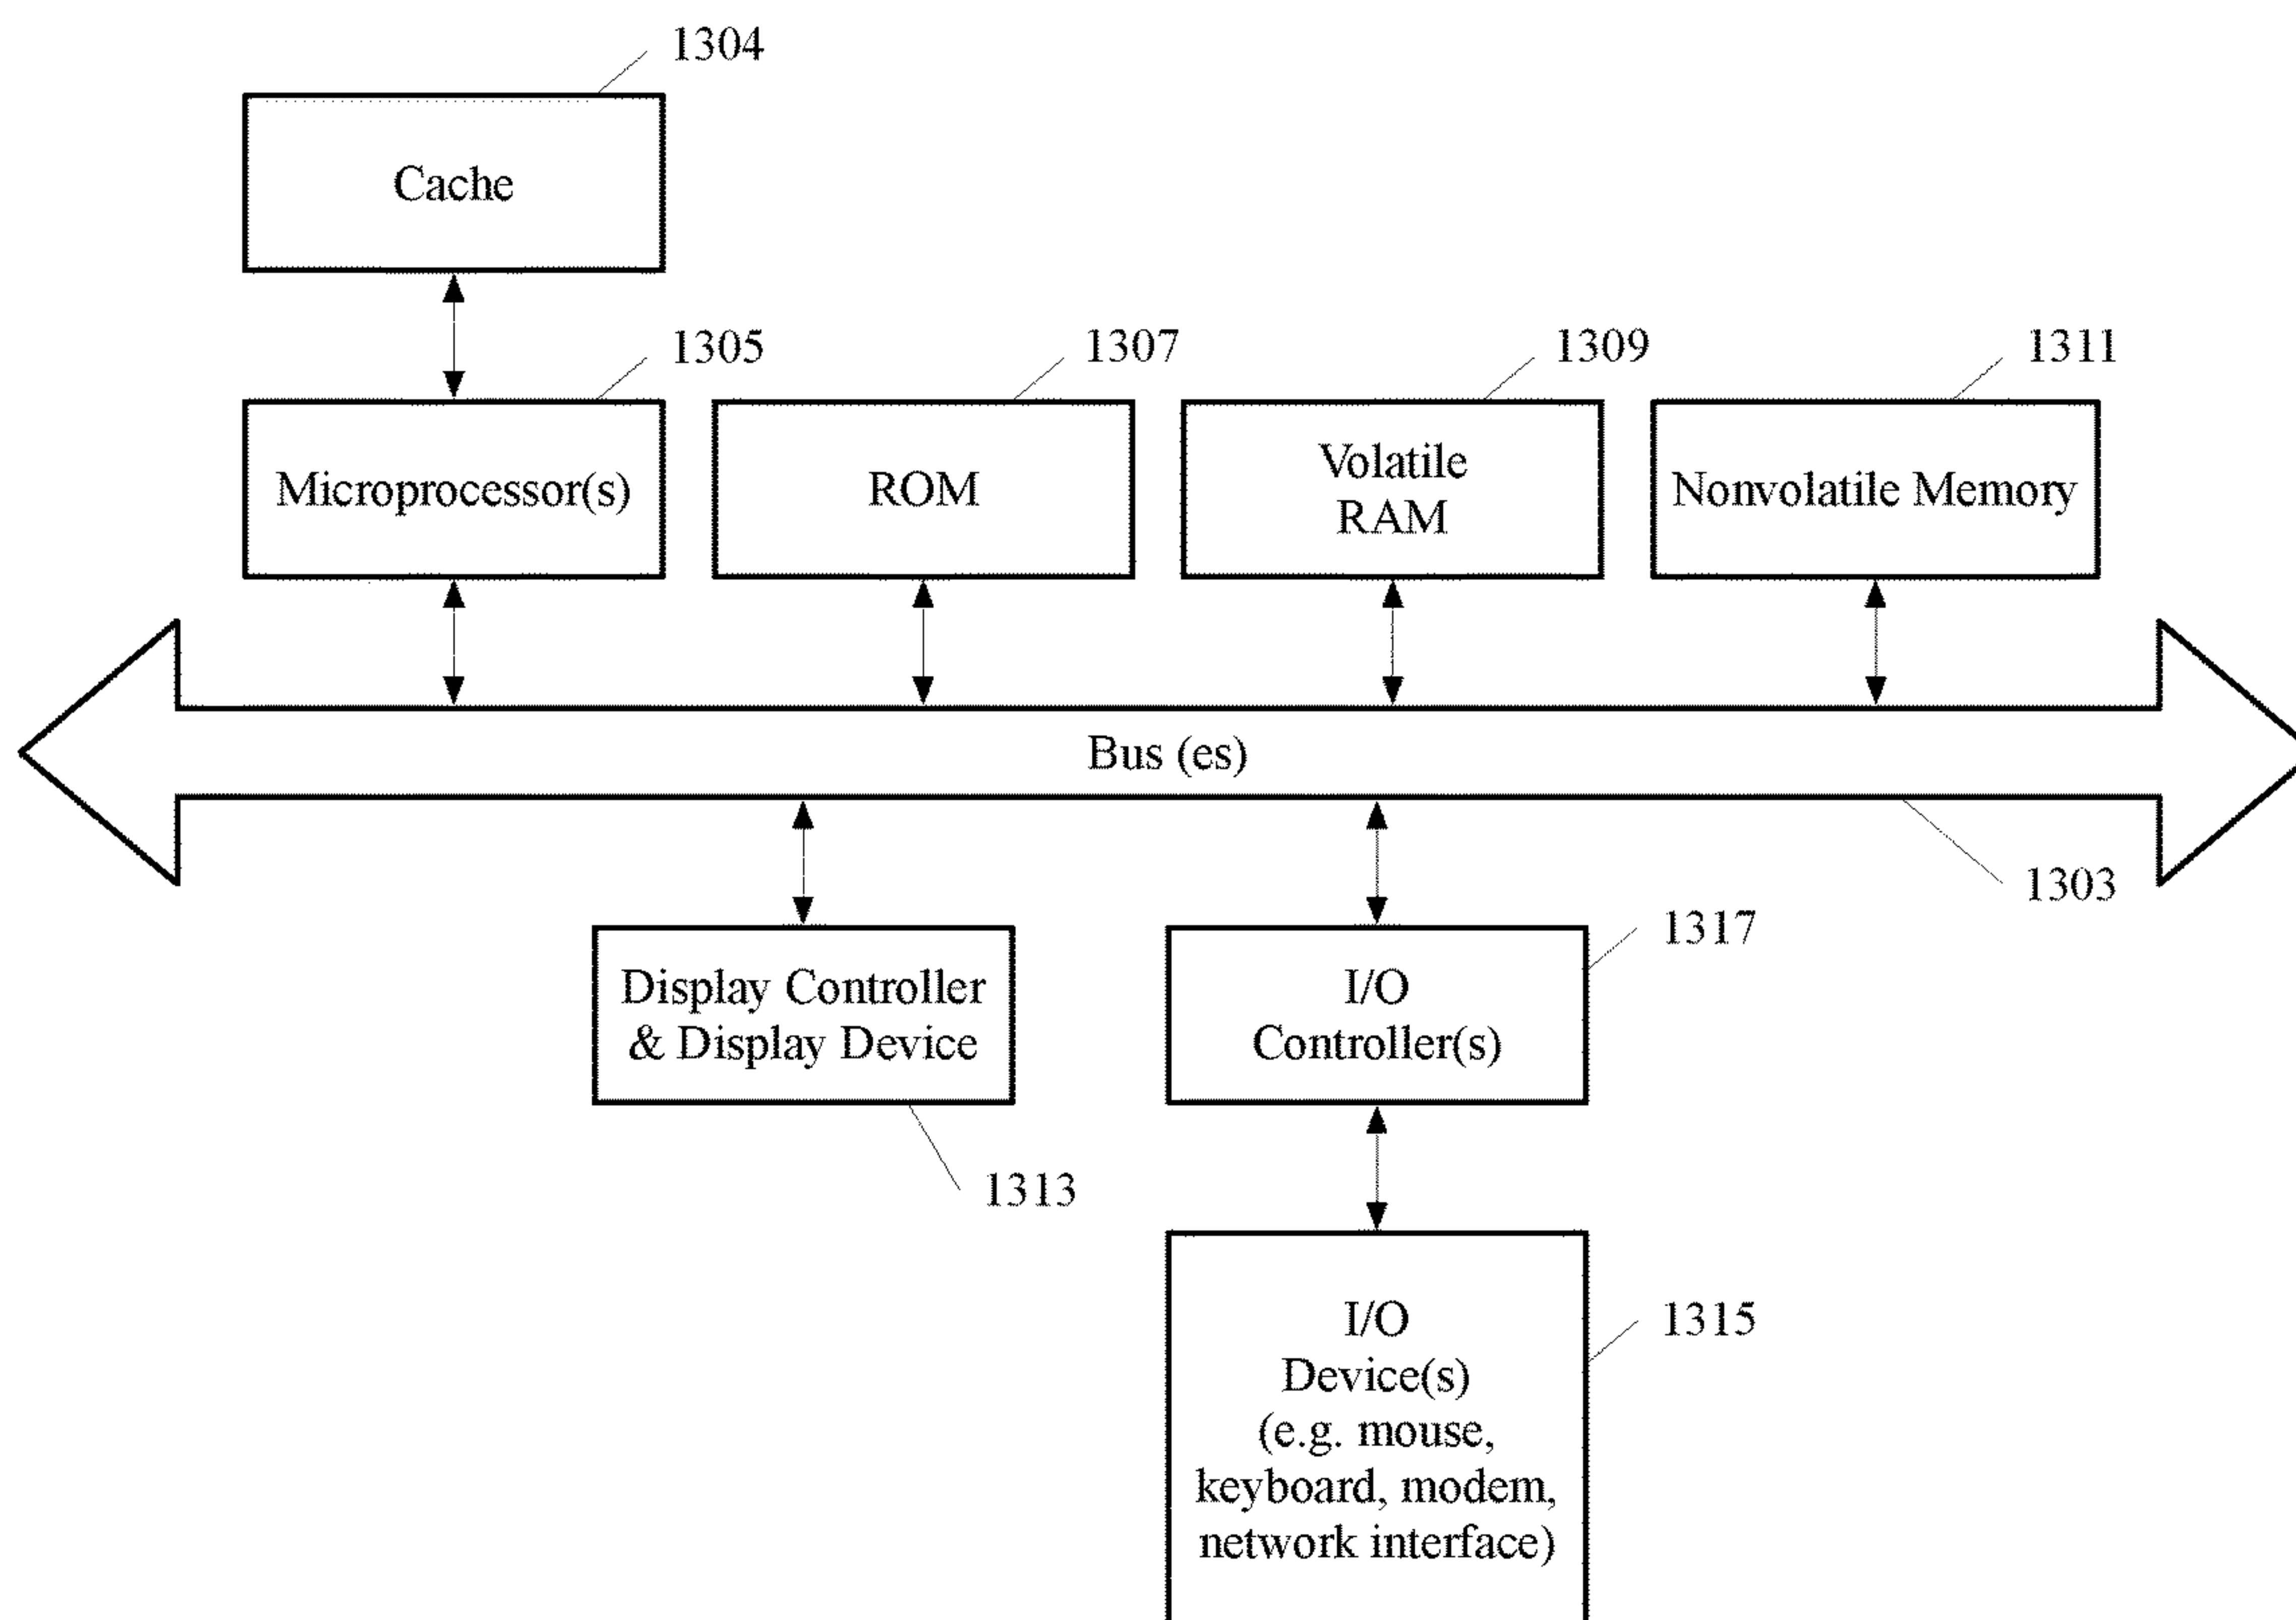 1304
Cache
1305
1307
1309
1311
Microprocessor(s)
ROM
Volatile
RAM
Nonvolatile Memory
Bus (es)
1303
1317
Display Controller
& Display Device
I/O
Controller(s)
1313
1315
I/O
Device(s)
(e.g. mouse,
keyboard, modem,
network interface)